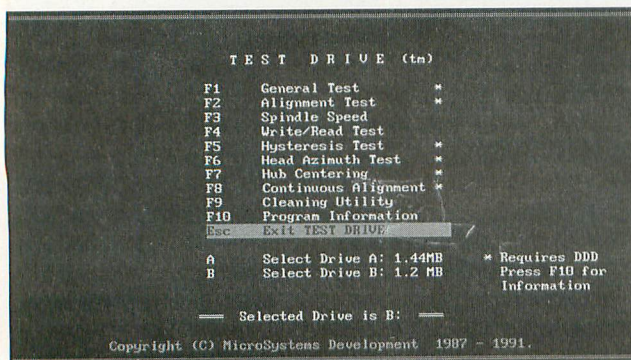 TEST DRIVE (tm)
F1 General Test *
F2 Alignment Test *
F3 Spindle Speed
F4 Write/Read Test
F5 Hysteresis Test *
F6 Head Azimuth Test *
F7 Hub Centering *
F8 Continuous Alignment *
F9 Cleaning Utility
F10 Program Information
Esc Exit TEST DRIVE
A Select Drive A: 1.44MB * Requires DDD
B Select Drive B: 1.2 MB Press F10 for
Information
Selected Drive is B:
Copyright (C) MicroSystems Development 1987 - 1991.